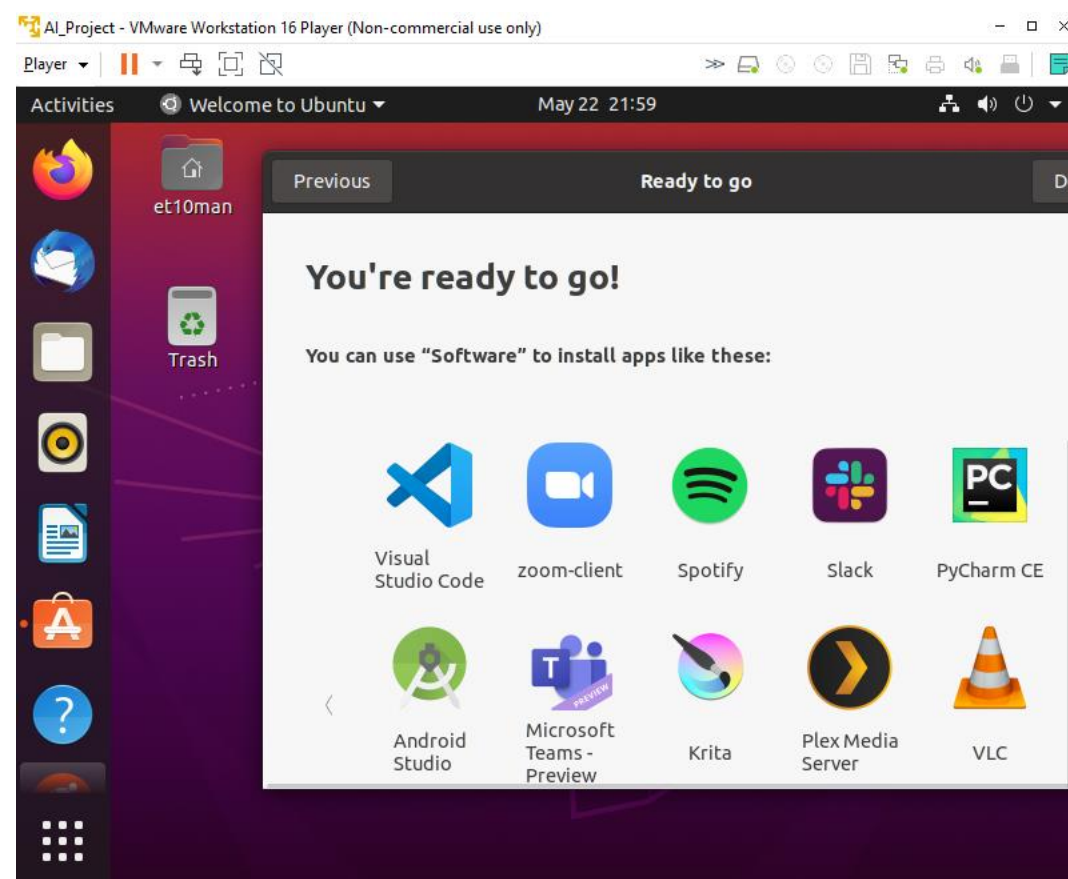 AI_Project - VMware Workstation 16 Player (Non-commercial use only)
Player
Activities
Welcome to Ubuntu
May 22 21:59
et10man
Trash
Previous
Ready to go
D
You're ready to go!
You can use “Software” to install apps like these:
PC
Visual
Studio Code
zoom-client
Spotify
Slack
PyCharm CE
T
PREVIEW
Android
Studio
Microsoft
Teams -
Preview
Krita
Plex Media
Server
VLC